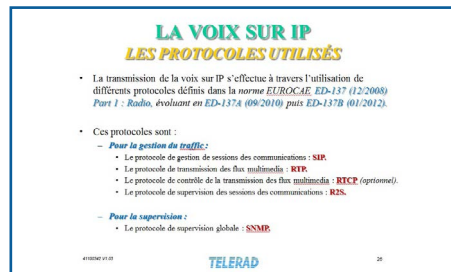 LA VOIX SUR IP
LES PROTOCOLES UTILISÉS
• La transmission de la voix sur IP s'effectue à travers l'utilisation de
différents protocoles définis dans la norme EUROCAE ED-137 (12/2008)
Part 1 : Radio, évoluant en ED-137A (09/2010) puis ED-137B (01/2012).
• Ces protocoles sont :
– Pour la gestion du traffic :
• Le protocole de gestion de sessions des communications : SIP.
• Le protocole de transmission des flux multimedia : RTP.
• Le protocole de contrôle de la transmission des flux multimedia : RTCP (optionnel).
• Le protocole de supervision des sessions des communications : R2S.
– Pour la supervision :
• Le protocole de supervision globale : SNMP.
V1.03
TELERAD
26